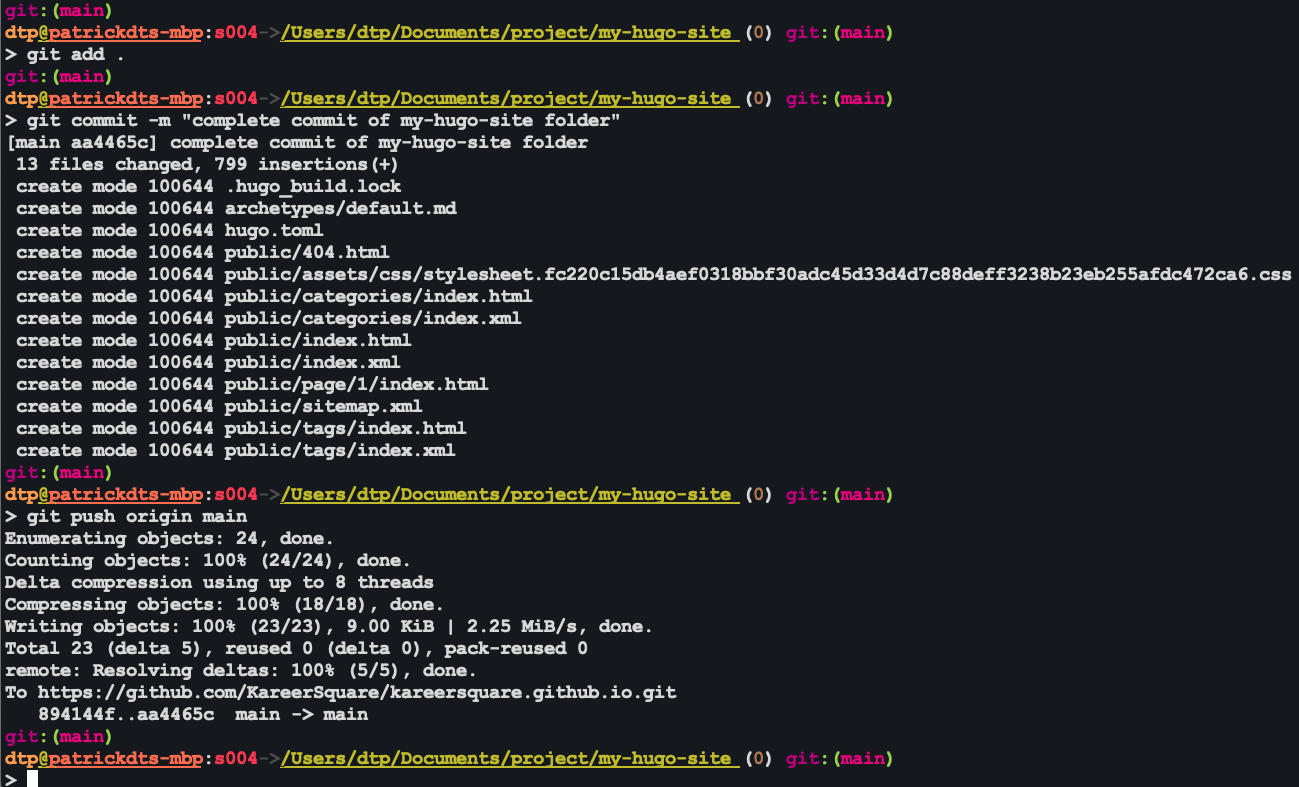 git:(main)
dtp@patrickdts-mbp:s004->/Users/dtp/Documents/project/my-hugo-site (0) git:(main)
> git add .
git:(main)
dtp@patrickdts-mbp:s004->/Users/dtp/Documents/project/my-hugo-site (0) git:(main)
> git commit -m "complete commit of my-hugo-site folder"
[main aa4465c] complete commit of my-hugo-site folder
 13 files changed, 799 insertions(+)
 create mode 100644 .hugo_build.lock
 create mode 100644 archetypes/default.md
 create mode 100644 hugo.toml
 create mode 100644 public/404.html
 create mode 100644 public/assets/css/stylesheet.fc220c15db4aef0318bbf30adc45d33d4d7c88deff3238b23eb255afdc472ca6.css
 create mode 100644 public/categories/index.html
 create mode 100644 public/categories/index.xml
 create mode 100644 public/index.html
 create mode 100644 public/index.xml
 create mode 100644 public/page/1/index.html
 create mode 100644 public/sitemap.xml
 create mode 100644 public/tags/index.html
 create mode 100644 public/tags/index.xml
git:(main)
dtp@patrickdts-mbp:s004->/Users/dtp/Documents/project/my-hugo-site (0) git:(main)
> git push origin main
Enumerating objects: 24, done.
Counting objects: 100% (24/24), done.
Delta compression using up to 8 threads
Compressing objects: 100% (18/18), done.
Writing objects: 100% (23/23), 9.00 KiB | 2.25 MiB/s, done.
Total 23 (delta 5), reused 0 (delta 0), pack-reused 0
remote: Resolving deltas: 100% (5/5), done.
To https://github.com/KareerSquare/kareersquare.github.io.git
   894144f..aa4465c  main -> main
git:(main)
dtp@patrickdts-mbp:s004->/Users/dtp/Documents/project/my-hugo-site (0) git:(main)
>